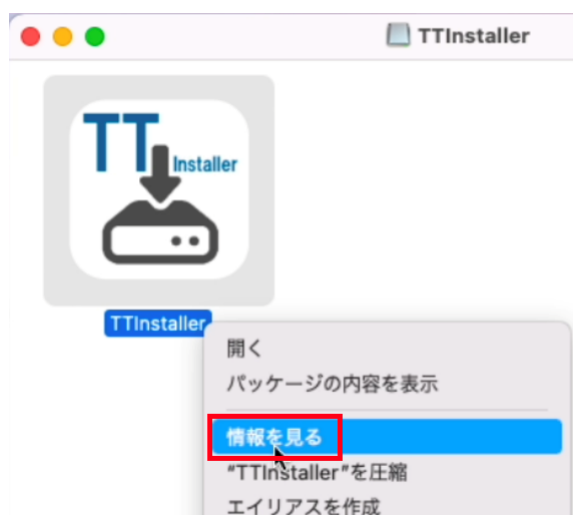 TTInstaller
TT
Installer
TTInstaller
開く
パッケージの内容を表示
情報を見る
“TTInstaller”を圧縮
エイリアスを作成